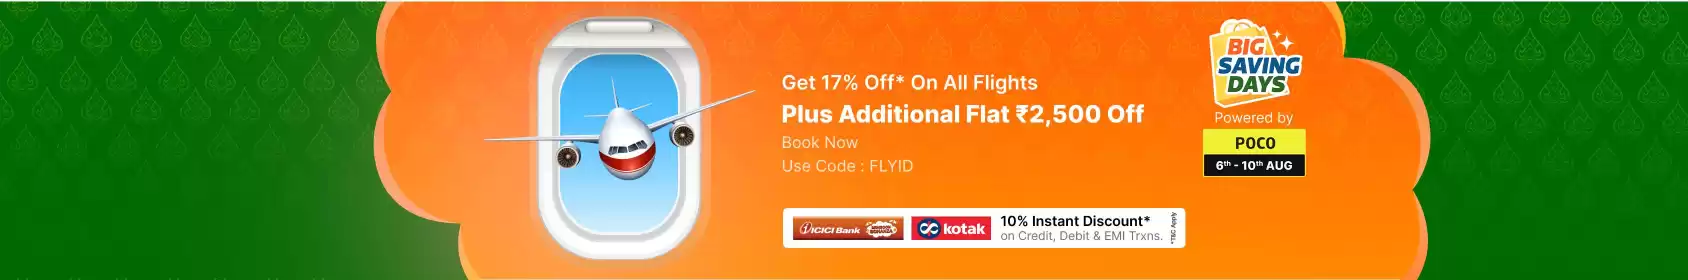 Get 17% Off* On All Flights
Plus Additional Flat ₹2,500 Off
Book Now
Use Code : FLYID
ICICI Bank
kotak
10% Instant Discount*
on Credit, Debit & EMI Trxns.
*T&C Apply
BIG
SAVING
DAYS
Powered by
POCO
6th - 10th AUG